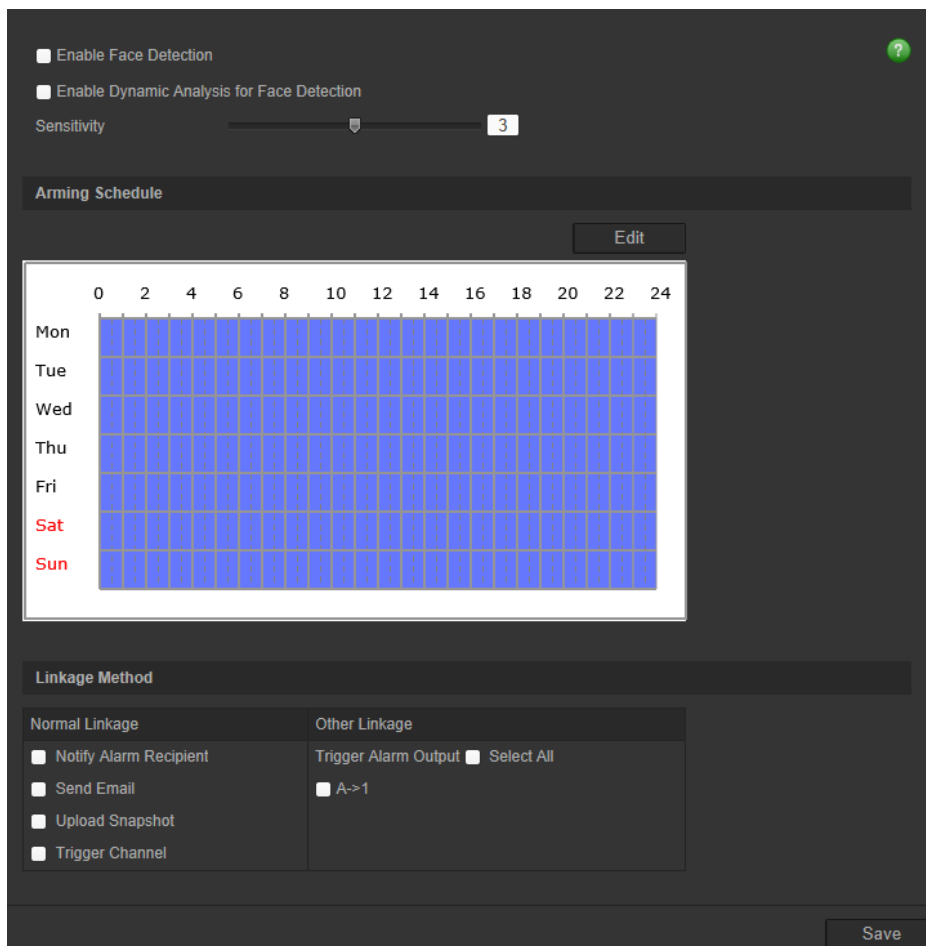 Enable Face Detection
?
Enable Dynamic Analysis for Face Detection
Sensitivity 3
Arming Schedule
Edit
0 2 4 6 8 10 12 14 16 18 20 22 24
Mon
Tue
Wed
Thu
Fri
Sat
Sun
Linkage Method
Normal Linkage Other Linkage
Notify Alarm Recipient Trigger Alarm Output Select All
Send Email A->1
Upload Snapshot
Trigger Channel
Save